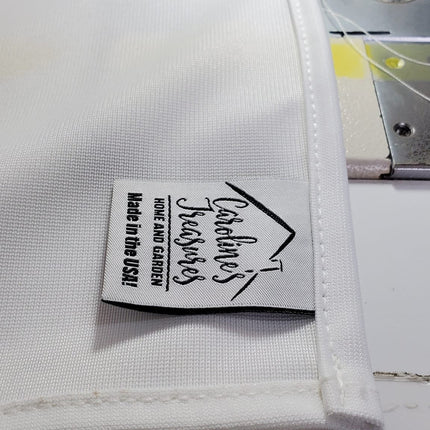 Caroline's
Treasures
HOME AND GARDEN
Made in the USA!